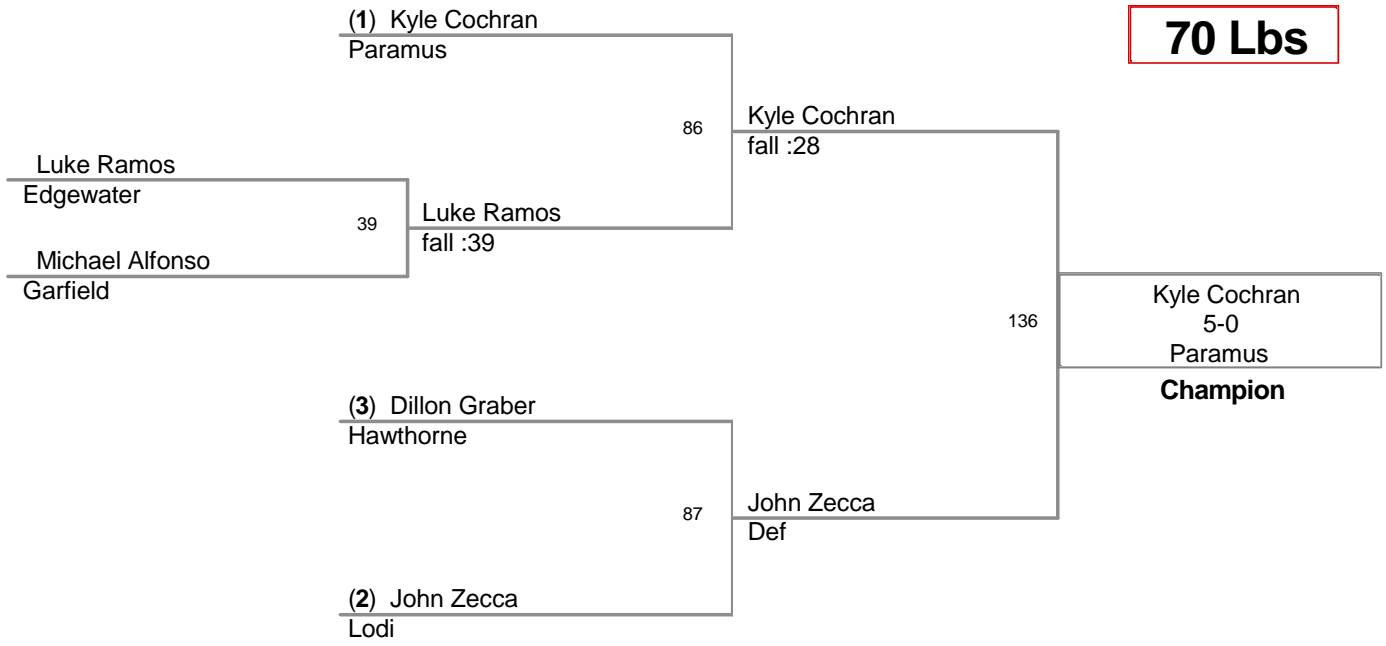 (1) Kyle Cochran
Paramus
70 Lbs
86
Kyle Cochran
fall :28
Luke Ramos
Edgewater
39
Luke Ramos
fall :39
Michael Alfonso
Garfield
136
Kyle Cochran
5-0
Paramus
Champion
(3) Dillon Graber
Hawthorne
87
John Zecca
Def
(2) John Zecca
Lodi